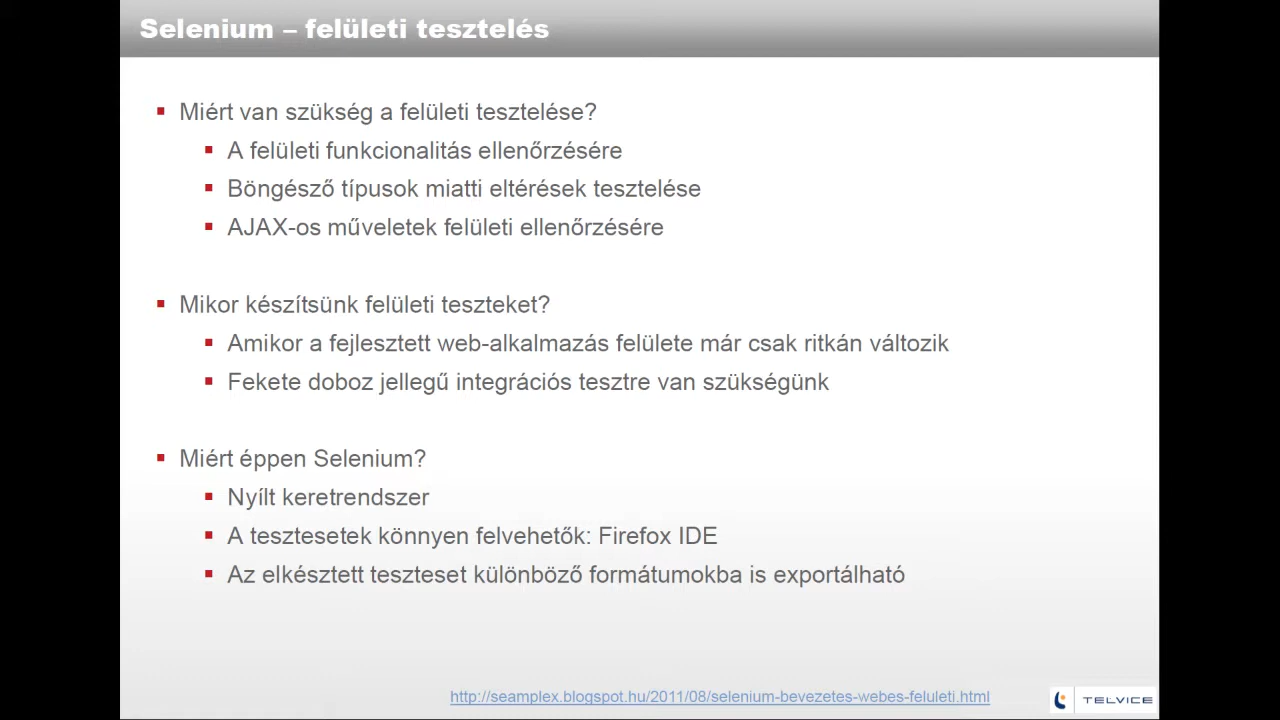 Selenium – felületi tesztelés
Miért van szükség a felületi tesztelése?
A felületi funkcionalitás ellenőrzésére
Böngésző típusok miatti eltérések tesztelése
AJAX-os műveletek felületi ellenőrzésére
Mikor készítsünk felületi teszteket?
Amikor a fejlesztett web-alkalmazás felülete már csak ritkán változik
Fekete doboz jellegű integrációs tesztre van szükségünk
Miért éppen Selenium?
Nyílt keretrendszer
A tesztesetek könnyen felvehetők: Firefox IDE
Az elkésztett teszteset különböző formátumokba is exportálható
http://seamplex.blogspot.hu/2011/08/selenium-bevezetes-webes-feluleti.html
TELVICE